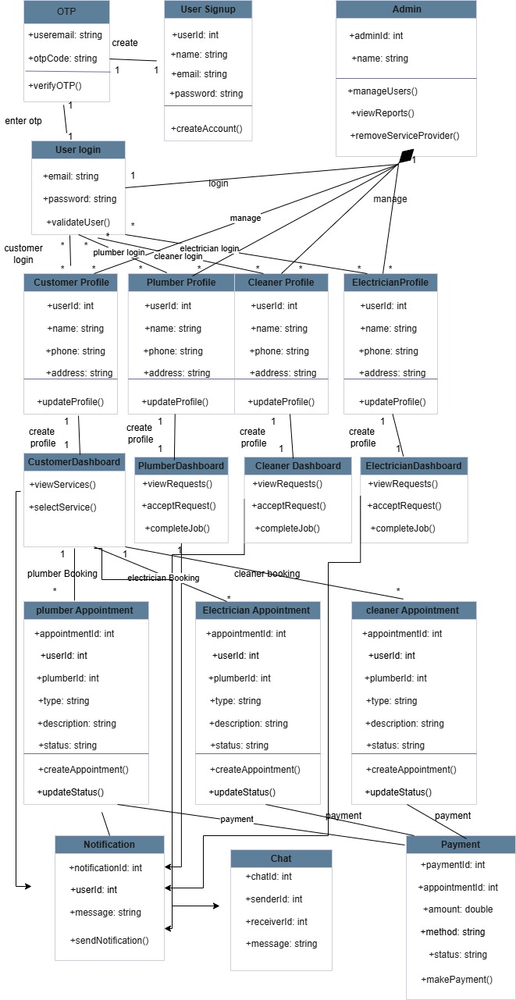 OTP
+useremail: string
+otpCode: string
+verifyOTP()
create
1
1
User Signup
+userId: int
+name: string
+email: string
+password: string
+createAccount()
Admin
+adminId: int
+name: string
+manageUsers()
+viewReports()
+removeServiceProvider()
1
1
enter otp
1
User login
+email: string
+password: string
+validateUser()
1
login
manage
manage
*
*
*
*
customer
login
plumber login
cleaner login
electrician login
*
*
*
*
*
*
*
*
Customer Profile
+userId: int
+name: string
+phone: string
+address: string
+updateProfile()
Plumber Profile
+userId: int
+name: string
+phone: string
+address: string
+updateProfile()
Cleaner Profile
+userId: int
+name: string
+phone: string
+address: string
+updateProfile()
ElectricianProfile
+userId: int
+name: string
+phone: string
+address: string
+updateProfile()
1
create
profile
1
1
create
profile
1
1
create
profile
1
1
create
profile
1
CustomerDashboard
+viewServices()
+selectService()
PlumberDashboard
+viewRequests()
+acceptRequest()
+completeJob()
Cleaner Dashboard
+viewRequests()
+acceptRequest()
+completeJob()
ElectricianDashboard
+viewRequests()
+acceptRequest()
+completeJob()
1
1
1
plumber Booking
electrician Booking
cleaner booking
*
*
*
plumber Appointment
+appointmentId: int
+userId: int
+plumberId: int
+type: string
+description: string
+status: string
+createAppointment()
+updateStatus()
Electrician Appointment
+appointmentId: int
+userId: int
+plumberId: int
+type: string
+description: string
+status: string
+createAppointment()
+updateStatus()
cleaner Appointment
+appointmentId: int
+userId: int
+plumberId: int
+type: string
+description: string
+status: string
+createAppointment()
+updateStatus()
payment
payment
payment
Notification
+notificationId: int
+userId: int
+message: string
+sendNotification()
Chat
+chatId: int
+senderId: int
+receiverId: int
+message: string
Payment
+paymentId: int
+appointmentId: int
+amount: double
+method: string
+status: string
+makePayment()